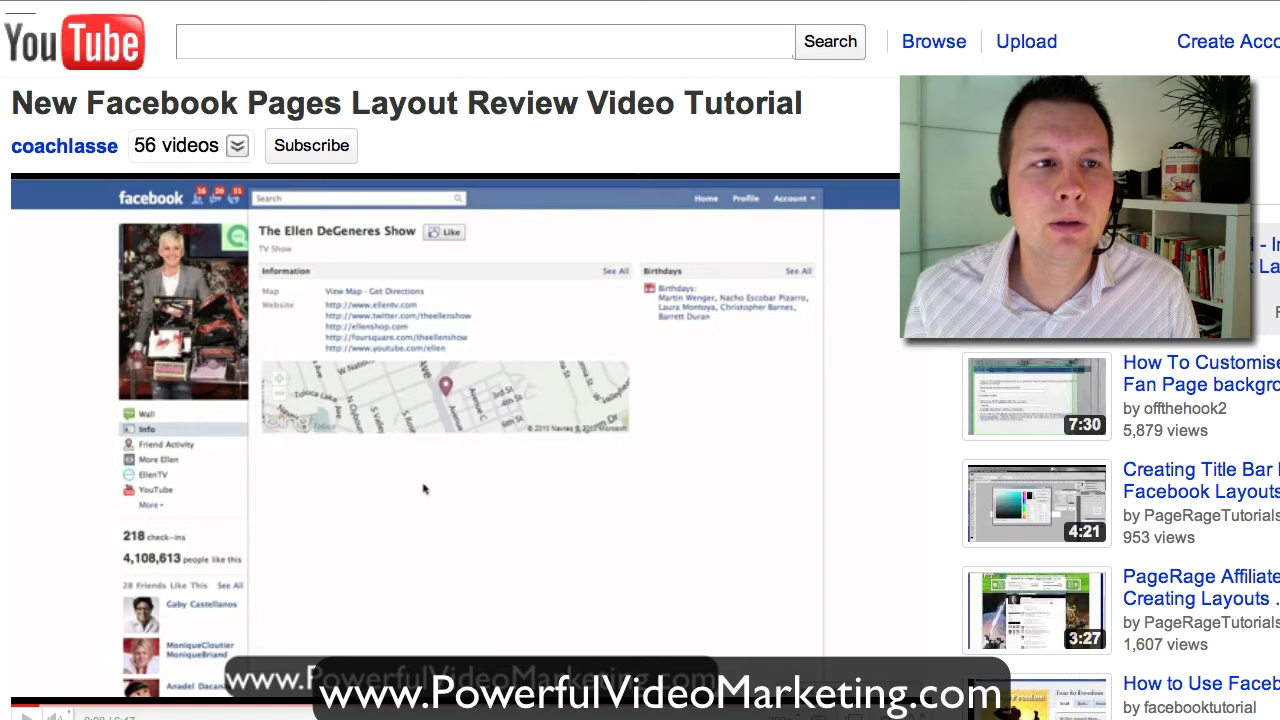 YouTube
Search
Browse
Upload
Create Acco
New Facebook Pages Layout Review Video Tutorial
coachlasse
56 videos
Subscribe
facebook
Search
Home
Profile
Account
The Ellen DeGeneres Show
Like
TV Show
Information
See All
Map
View Map - Get Directions
Website
http://www.ellentv.com
http://www.twitter.com/theellenshow
http://ellenshop.com
http://foursquare.com/theellenshow
http://www.youtube.com/ellen
Birthdays
See All
Birthdays:
Martin Wenger, Nacho Escobar Pizarro,
Laura Montoya, Christopher Barnes,
Barrett Duran
Ave
3rd St
4th St
Wall
Info
Friend Activity
More Ellen
EllenTV
YouTube
More
218 check-ins
4,108,613 people like this
28 Friends Like This
See All
Gaby Castellanos
MoniqueCloutier
MoniqueBriand
How To Customise
Fan Page backgro
by offthehook2
5,879 views
7:30
Creating Title Bar
Facebook Layouts
by PageRageTutorials
953 views
4:21
PageRage Affiliate
Creating Layouts .
by PageRageTutorials
1,607 views
3:27
How to Use Faceb
by facebooktutorial
www.PowerfulVideoMarketing.com